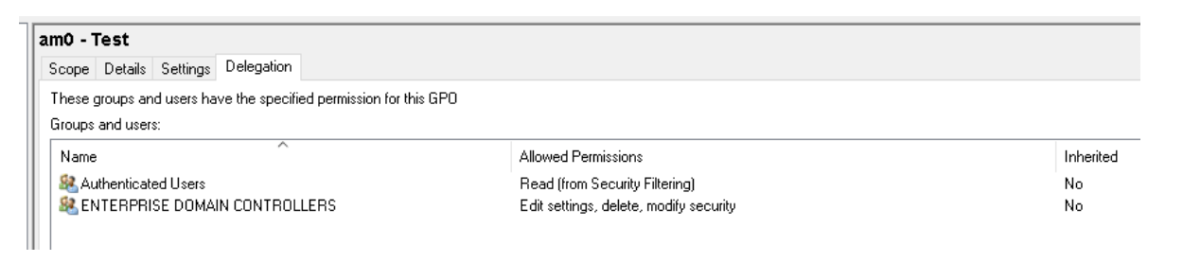 am0 - Test
Scope Details Settings Delegation
These groups and users have the specified permission for this GPO
Groups and users:
Name Allowed Permissions Inherited
Authenticated Users Read (from Security Filtering) No
ENTERPRISE DOMAIN CONTROLLERS Edit settings, delete, modify security No